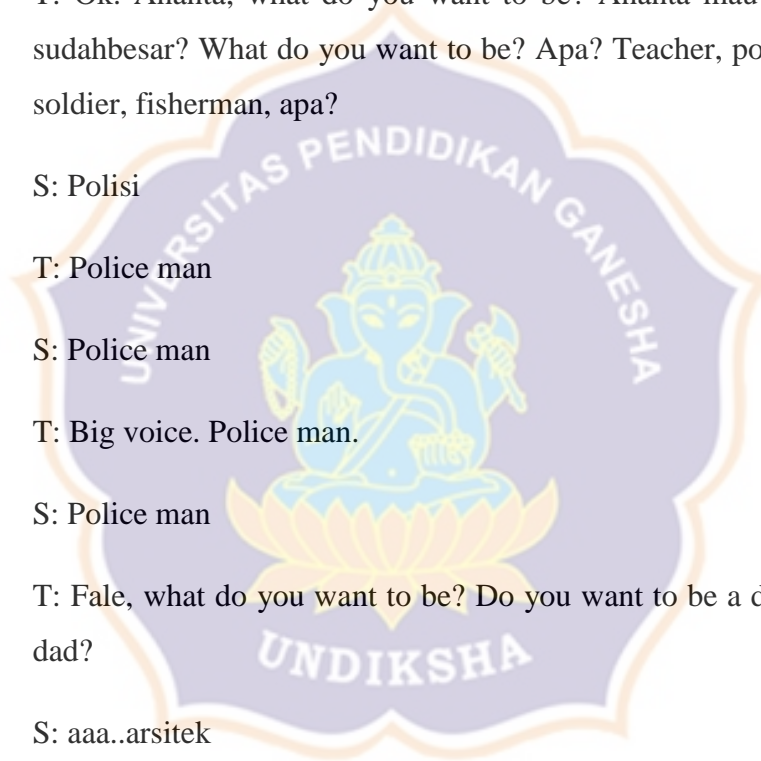 T: Ok. Ananta, what do you want to be? Ananta mau
sudahbesar? What do you want to be? Apa? Teacher, po
soldier, fisherman, apa?
S: Polisi
T: Police man
S: Police man
T: Big voice. Police man.
S: Police man
T: Fale, what do you want to be? Do you want to be a d
dad?
S: aaa..arsitek
UNIVERSITAS PENDIDIKAN GANESHA
UNDIKSHA